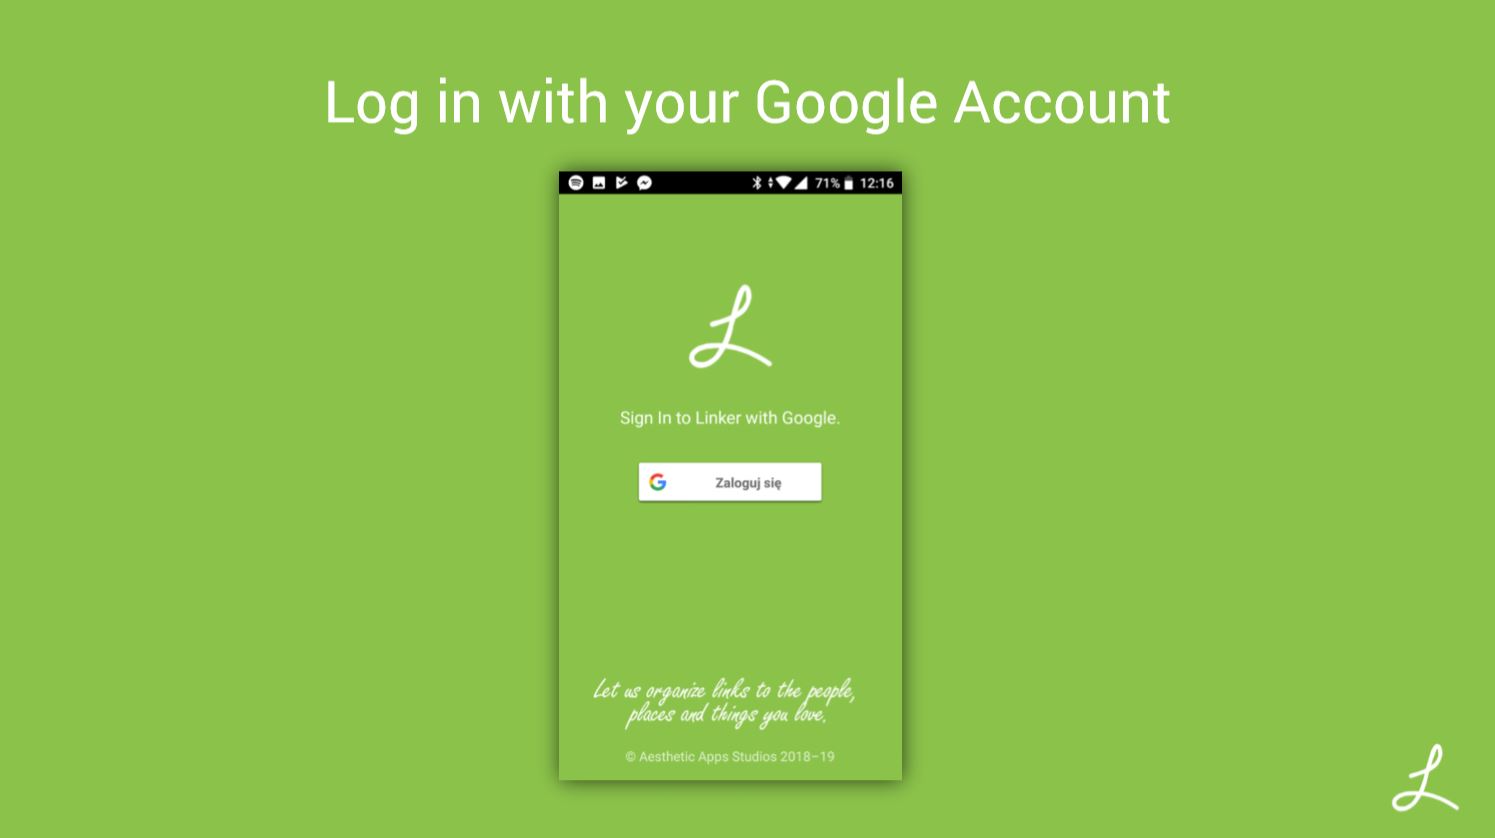 Log in with your Google Account
71% 12:16
L
Sign In to Linker with Google.
G Zaloguj się
Let us organize links to the people,
places and things you love.
© Aesthetic Apps Studios 2018–19
L